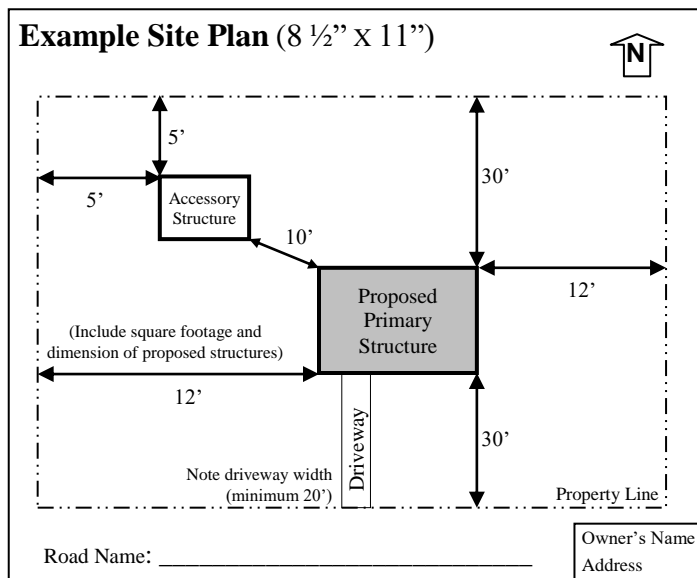 Example Site Plan (8 ½” X 11”)
N
5’
30’
5’
Accessory
Structure
10’
12’
Proposed
Primary
Structure
(Include square footage and
dimension of proposed structures)
12’
Driveway
30’
Note driveway width
(minimum 20’)
Property Line
Road Name: _______________________________
Owner’s Name
Address